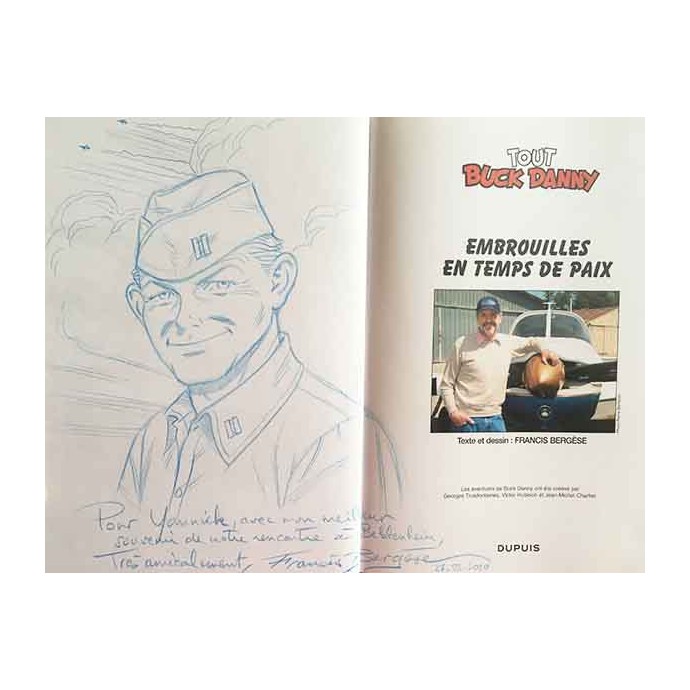 Pour Yannick, avec mon meilleur
souvenir de notre rencontre à
Très amicalement, Francis Bergèse
TOUT
BUCK DANNY
EMBROUILLES
EN TEMPS DE PAIX
Texte et dessin : FRANCIS BERGÈSE
Les aventures de Buck Danny ont été créées par
Georges Troisfontaines, Victor Hubinon et Jean-Michel Charlier
DUPUIS